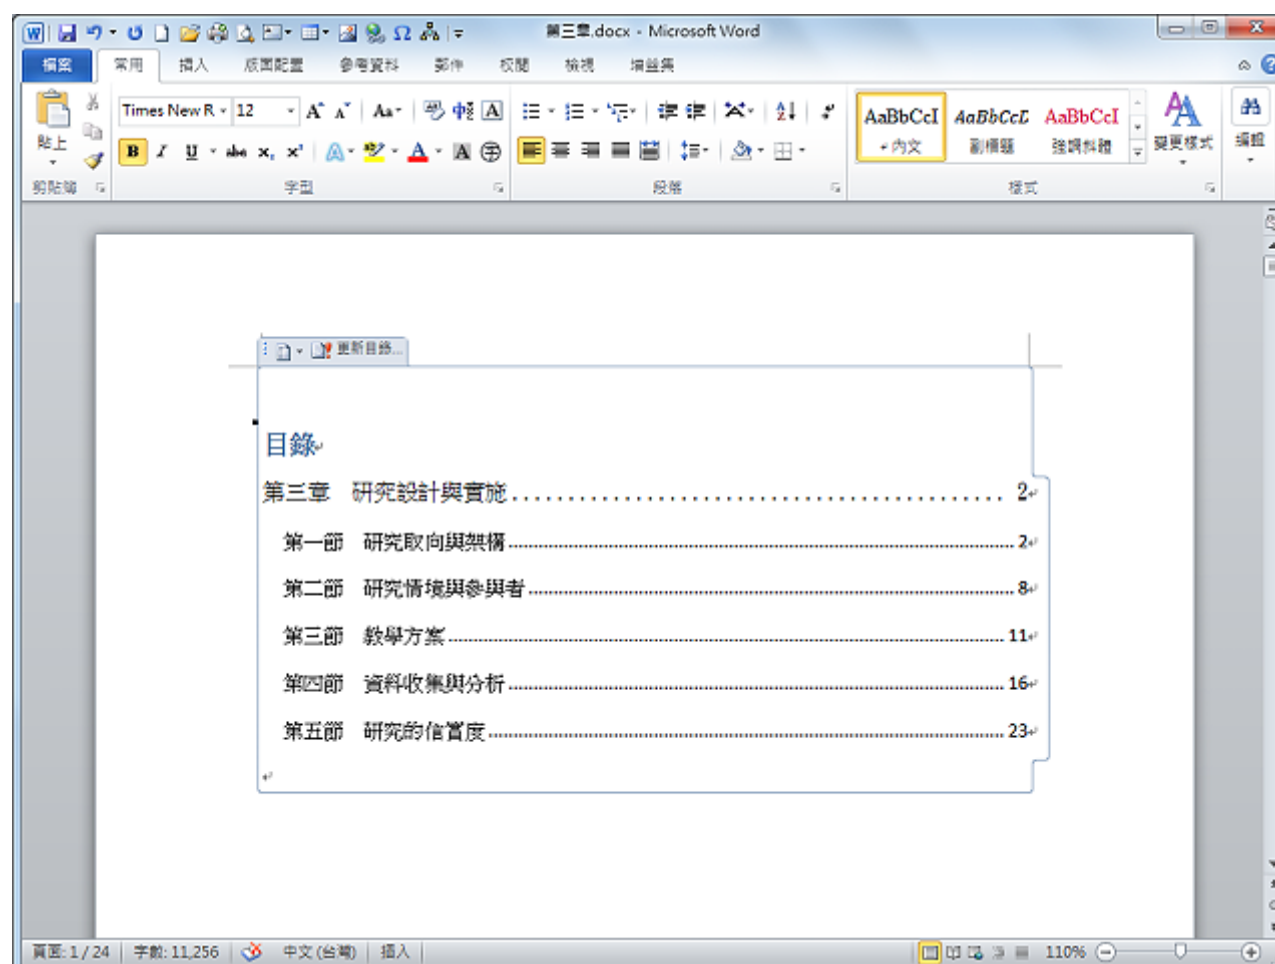 第三章.docx - Microsoft Word
檔案 常用 插入 版面配置 參考資料 郵件 校閱 檢視 增益集
Times New R 12
貼上
AaBbCcI AaBbCcD AaBbCcI
內文 副標題 強調斜體 變更樣式 編輯
剪貼簿 字型 段落 樣式
更新目錄...
目錄
第三章 研究設計與實施 2
第一節 研究取向與架構 2
第二節 研究情境與參與者 8
第三節 教學方案 11
第四節 資料收集與分析 16
第五節 研究的信實度 23
頁面: 1 / 24 字數: 11,256 中文 (台灣) 插入 110%